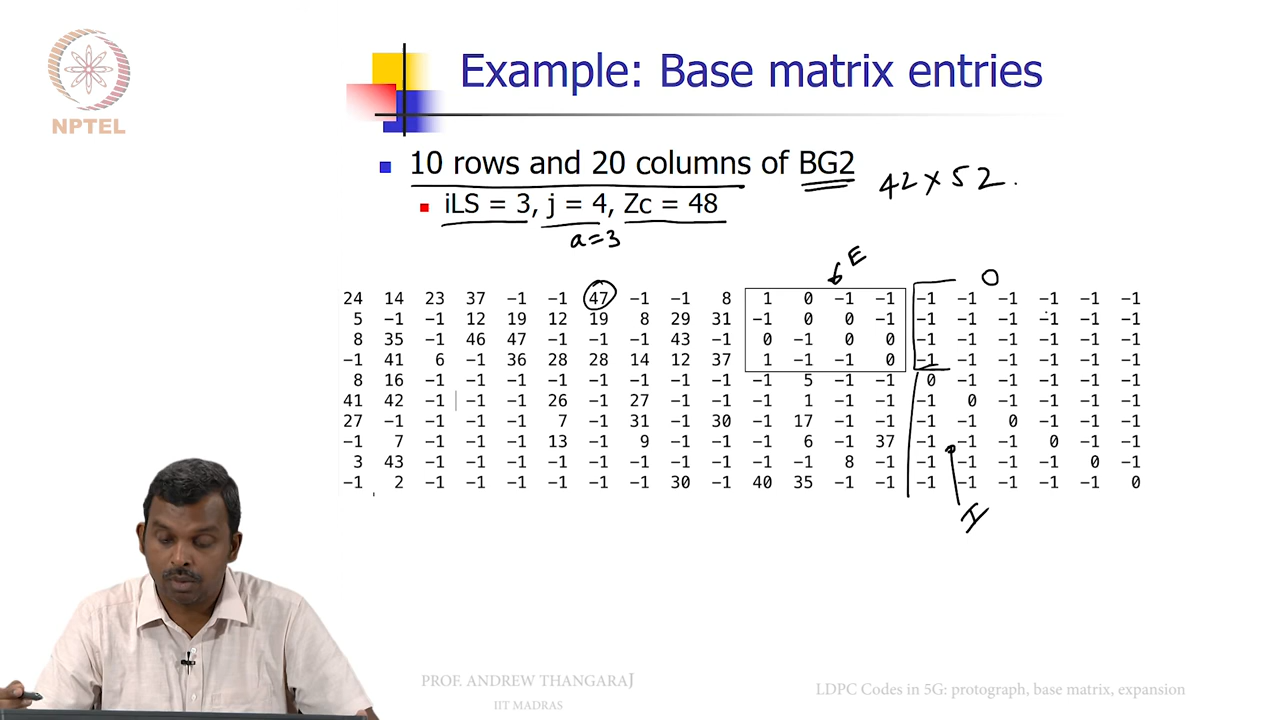 Example: Base matrix entries
NPTEL
10 rows and 20 columns of BG2 42 × 52.
iLS = 3, j = 4, Zc = 48
a=3
E
O
24 14 23 37 -1 -1 47 -1 -1 8 1 0 -1 -1 -1 -1 -1 -1 -1 -1
5 -1 -1 12 19 12 19 8 29 31 -1 0 0 -1 -1 -1 -1 -1 -1 -1
8 35 -1 46 47 -1 -1 -1 43 -1 0 -1 0 0 -1 -1 -1 -1 -1 -1
-1 41 6 -1 36 28 28 14 12 37 1 -1 -1 0 -1 -1 -1 -1 -1 -1
8 16 -1 -1 -1 -1 -1 -1 -1 -1 -1 5 -1 -1 0 -1 -1 -1 -1 -1
41 42 -1 -1 -1 26 -1 27 -1 -1 -1 1 -1 -1 -1 0 -1 -1 -1 -1
27 -1 -1 -1 -1 7 -1 31 -1 30 -1 17 -1 -1 -1 -1 0 -1 -1 -1
-1 7 -1 -1 -1 13 -1 9 -1 -1 -1 6 -1 37 -1 -1 -1 0 -1 -1
3 43 -1 -1 -1 -1 -1 -1 -1 -1 -1 -1 8 -1 -1 -1 -1 -1 0 -1
-1 2 -1 -1 -1 -1 -1 -1 30 -1 40 35 -1 -1 -1 -1 -1 -1 -1 0
I
PROF. ANDREW THANGARAJ
IIT MADRAS
LDPC Codes in 5G: protograph, base matrix, expansion